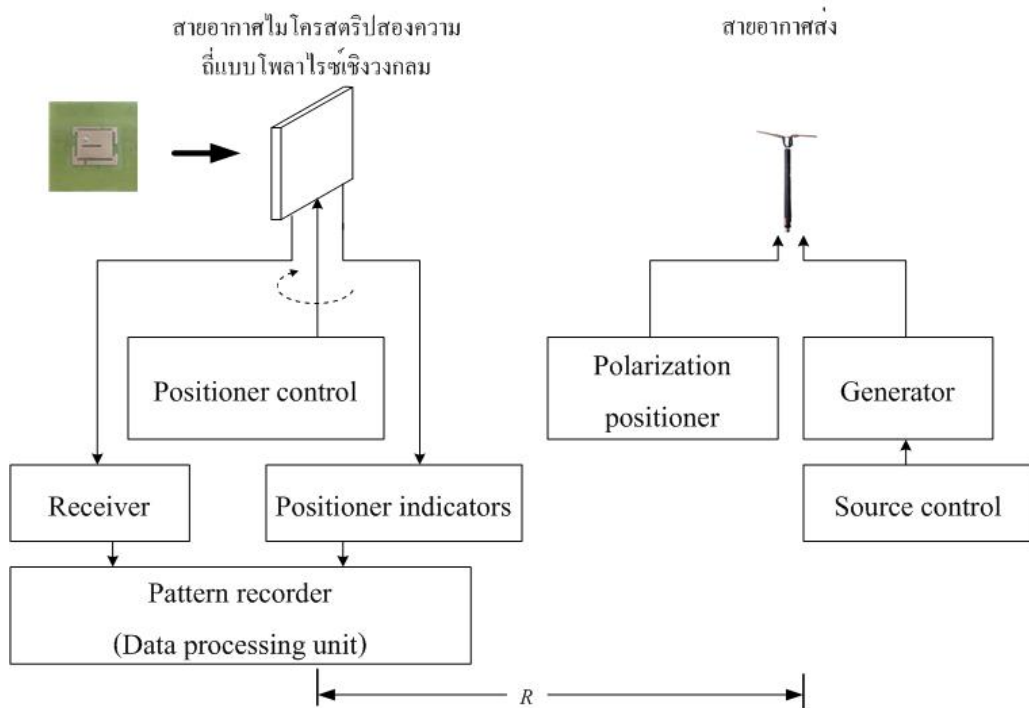 สายอากาศไมโครสตริปสองความ
ถี่แบบโพลาไรซ์เชิงวงกลม
สายอากาศส่ง
Positioner control
Polarization
positioner
Generator
Receiver
Positioner indicators
Source control
Pattern recorder
(Data processing unit)
R